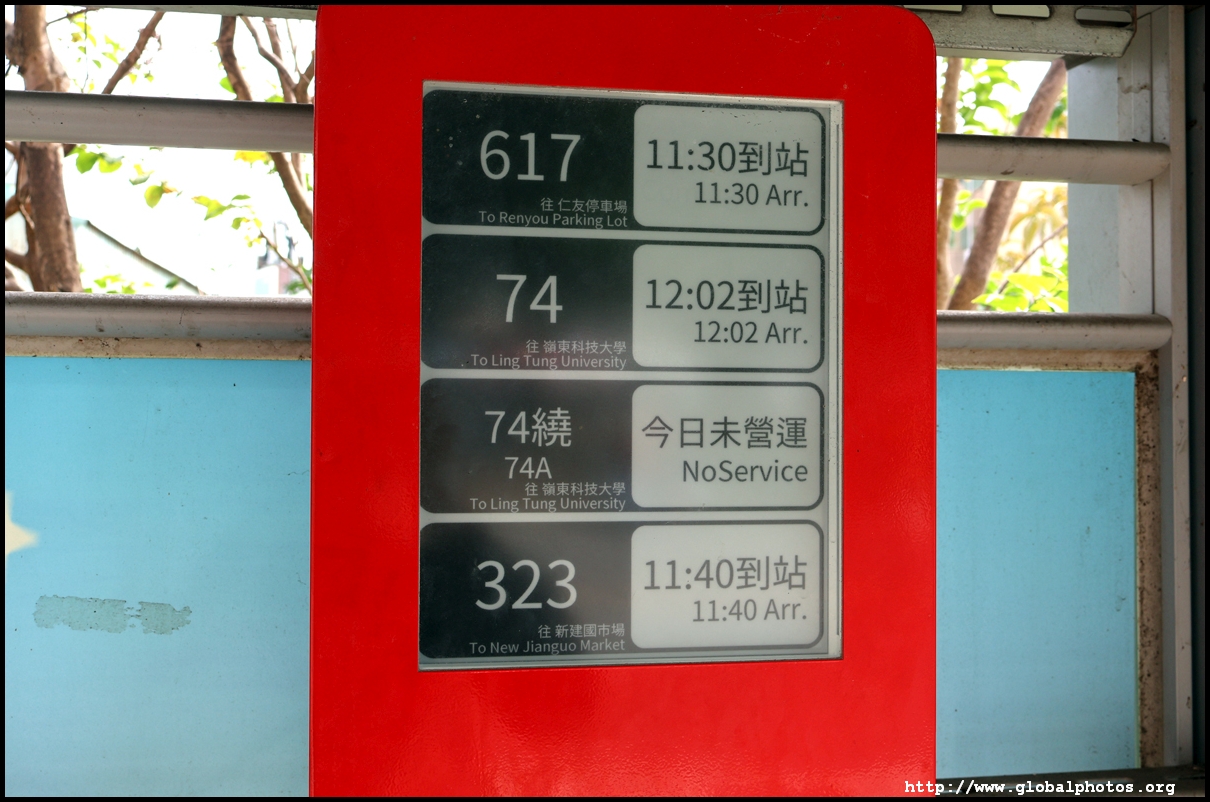 617
往 仁友停車場
To Renyou Parking Lot
11:30到站
11:30 Arr.
74
往 嶺東科技大學
To Ling Tung University
12:02到站
12:02 Arr.
74繞
74A
往 嶺東科技大學
To Ling Tung University
今日未營運
NoService
323
往 新建國市場
To New Jianguo Market
11:40到站
11:40 Arr.
http://www.globalphotos.org